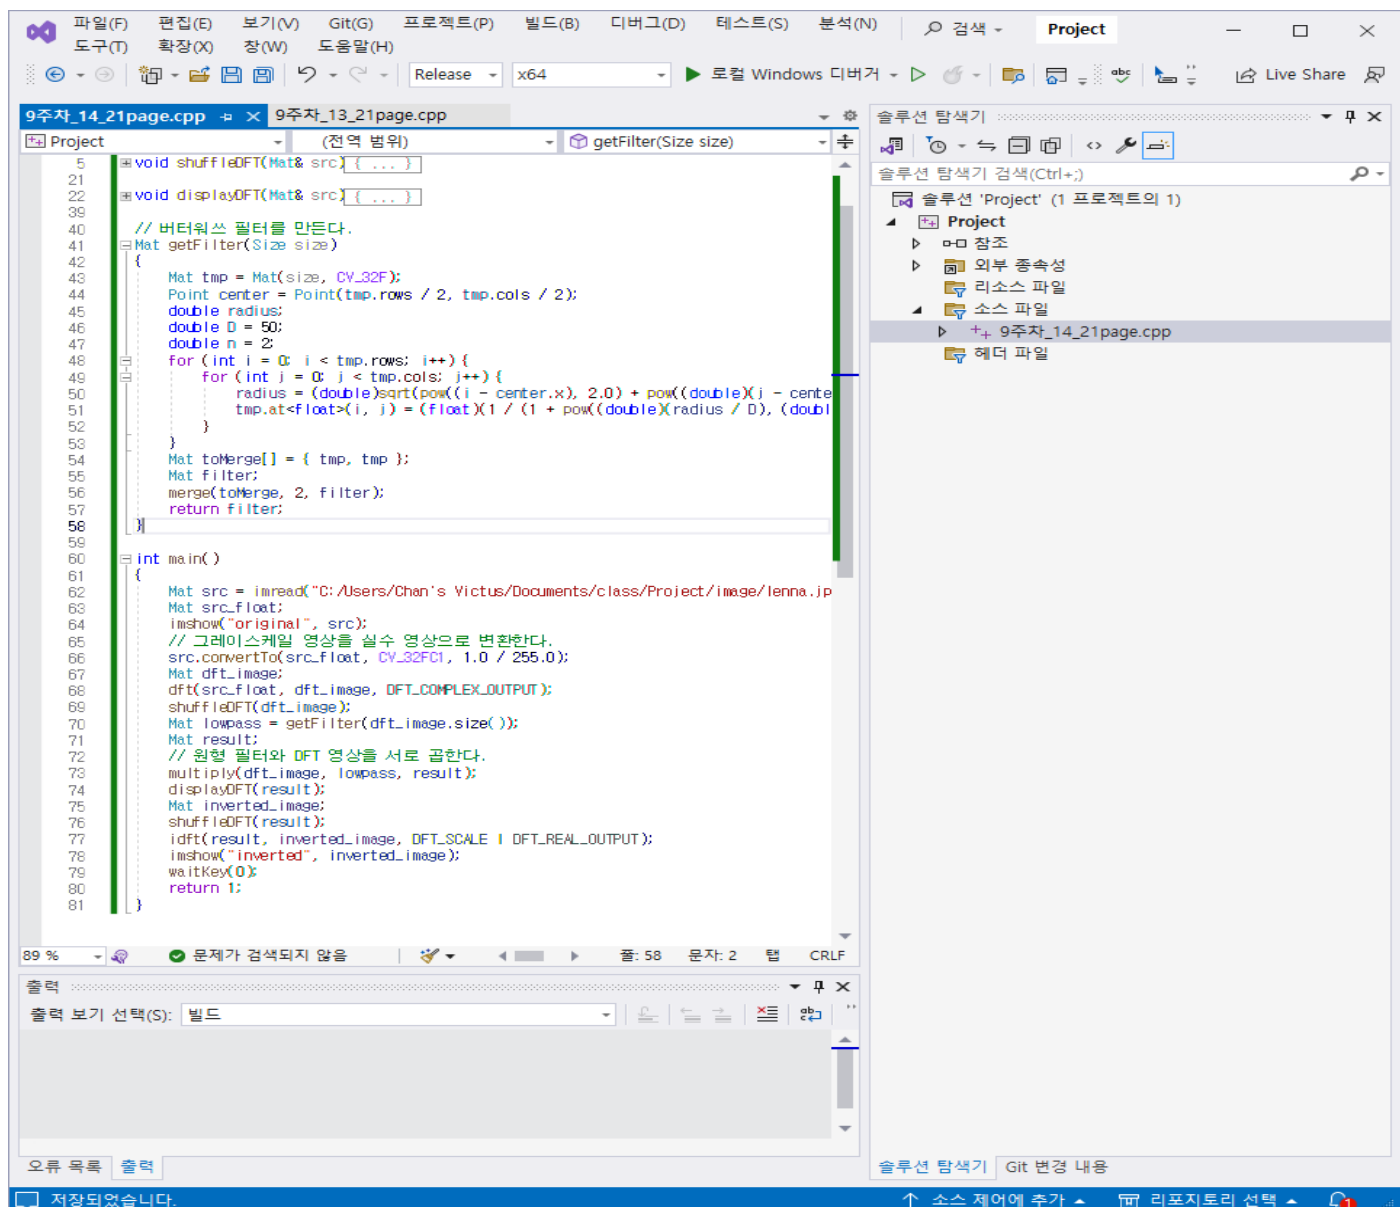 파일(F) 편집(E) 보기(V) Git(G) 프로젝트(P) 빌드(B) 디버그(D) 테스트(S) 분석(N) 검색 Project
도구(T) 확장(X) 창(W) 도움말(H)
Release x64 로컬 Windows 디버거 Live Share
9주차_14_21page.cpp 9주차_13_21page.cpp
Project (전역 범위) getFilter(Size size)
5 void shuffleDFT(Mat& src) { ... }
21
22 void displayDFT(Mat& src) { ... }
39
40 // 버터워쓰 필터를 만든다.
41 Mat getFilter(Size size)
42 {
43 Mat tmp = Mat(size, CV_32F);
44 Point center = Point(tmp.rows / 2, tmp.cols / 2);
45 double radius;
46 double D = 50;
47 double n = 2;
48 for (int i = 0; i < tmp.rows; i++) {
49 for (int j = 0; j < tmp.cols; j++) {
50 radius = (double)sqrt(pow((i - center.x), 2.0) + pow((double)(j - cente
51 tmp.at<float>(i, j) = (float)(1 / (1 + pow((double)(radius / D), (doubl
52 }
53 }
54 Mat toMerge[] = { tmp, tmp };
55 Mat filter;
56 merge(toMerge, 2, filter);
57 return filter;
58 }
59
60 int main()
61 {
62 Mat src = imread("C:/Users/Chan's Victus/Documents/class/Project/image/lenna.jp
63 Mat src_float;
64 imshow("original", src);
65 // 그레이스케일 영상을 실수 영상으로 변환한다.
66 src.convertTo(src_float, CV_32FC1, 1.0 / 255.0);
67 Mat dft_image;
68 dft(src_float, dft_image, DFT_COMPLEX_OUTPUT);
69 shuffleDFT(dft_image);
70 Mat lowpass = getFilter(dft_image.size());
71 Mat result;
72 // 원형 필터와 DFT 영상을 서로 곱한다.
73 multiply(dft_image, lowpass, result);
74 displayDFT(result);
75 Mat inverted_image;
76 shuffleDFT(result);
77 idft(result, inverted_image, DFT_SCALE | DFT_REAL_OUTPUT);
78 imshow("inverted", inverted_image);
79 waitKey(0);
80 return 1;
81 }
89 % 문제가 검색되지 않음 줄: 58 문자: 2 탭 CRLF
출력
출력 보기 선택(S): 빌드
오류 목록 출력
솔루션 탐색기
솔루션 탐색기 검색(Ctrl+;)
솔루션 'Project' (1 프로젝트의 1)
Project
참조
외부 종속성
리소스 파일
소스 파일
9주차_14_21page.cpp
헤더 파일
솔루션 탐색기 Git 변경 내용
저장되었습니다. 소스 제어에 추가 리포지토리 선택 1